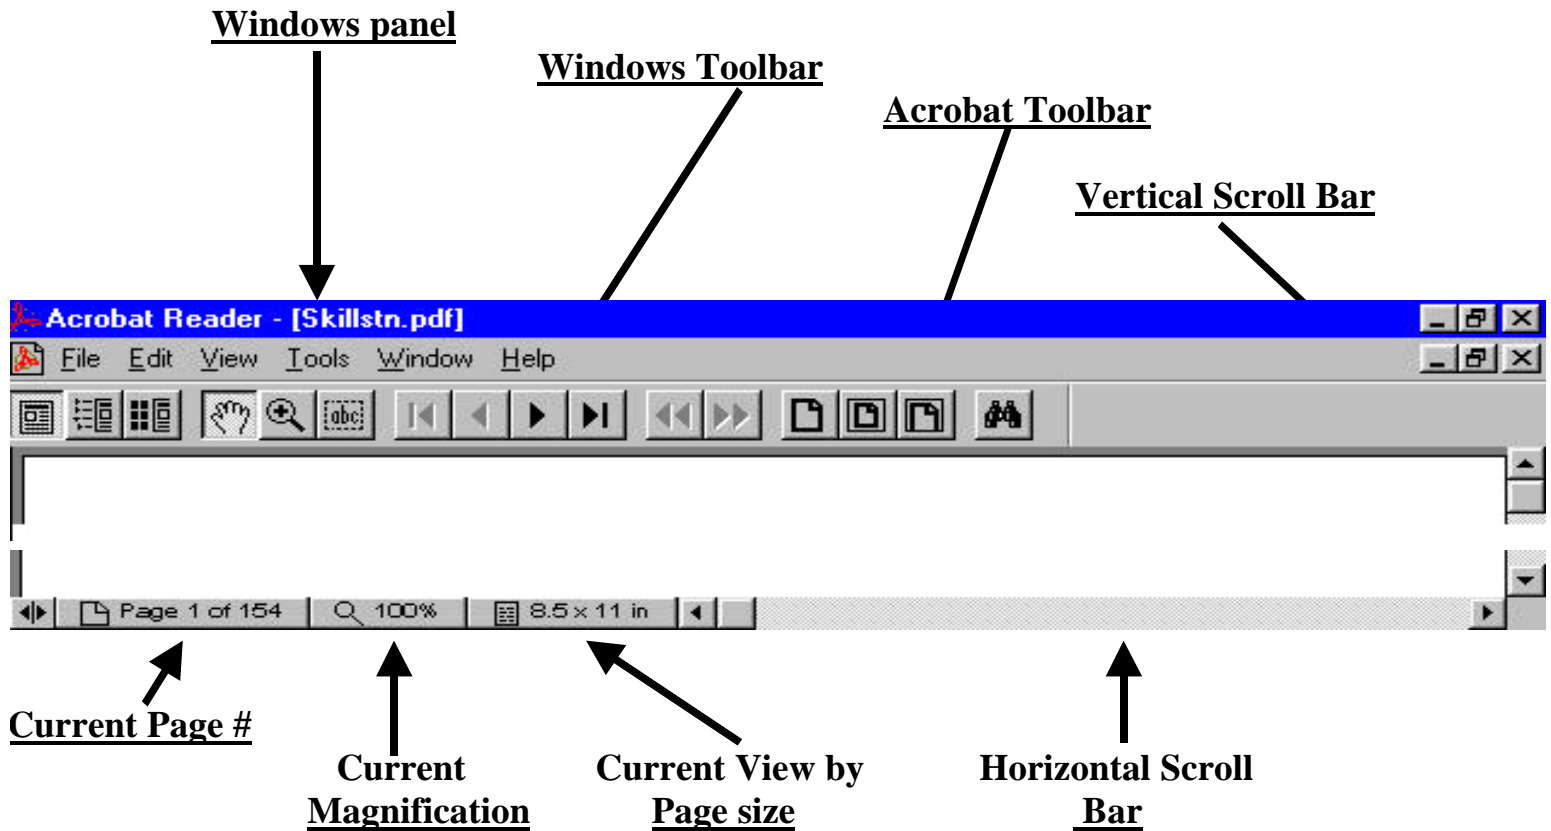 Windows panel
Windows Toolbar
Acrobat Toolbar
Vertical Scroll Bar
Acrobat Reader - [Skillstn.pdf]
File Edit View Tools Window Help
abc
Page 1 of 154 100% 8.5 x 11 in
Current Page #
Current Current View by Horizontal Scroll
Magnification Page size Bar